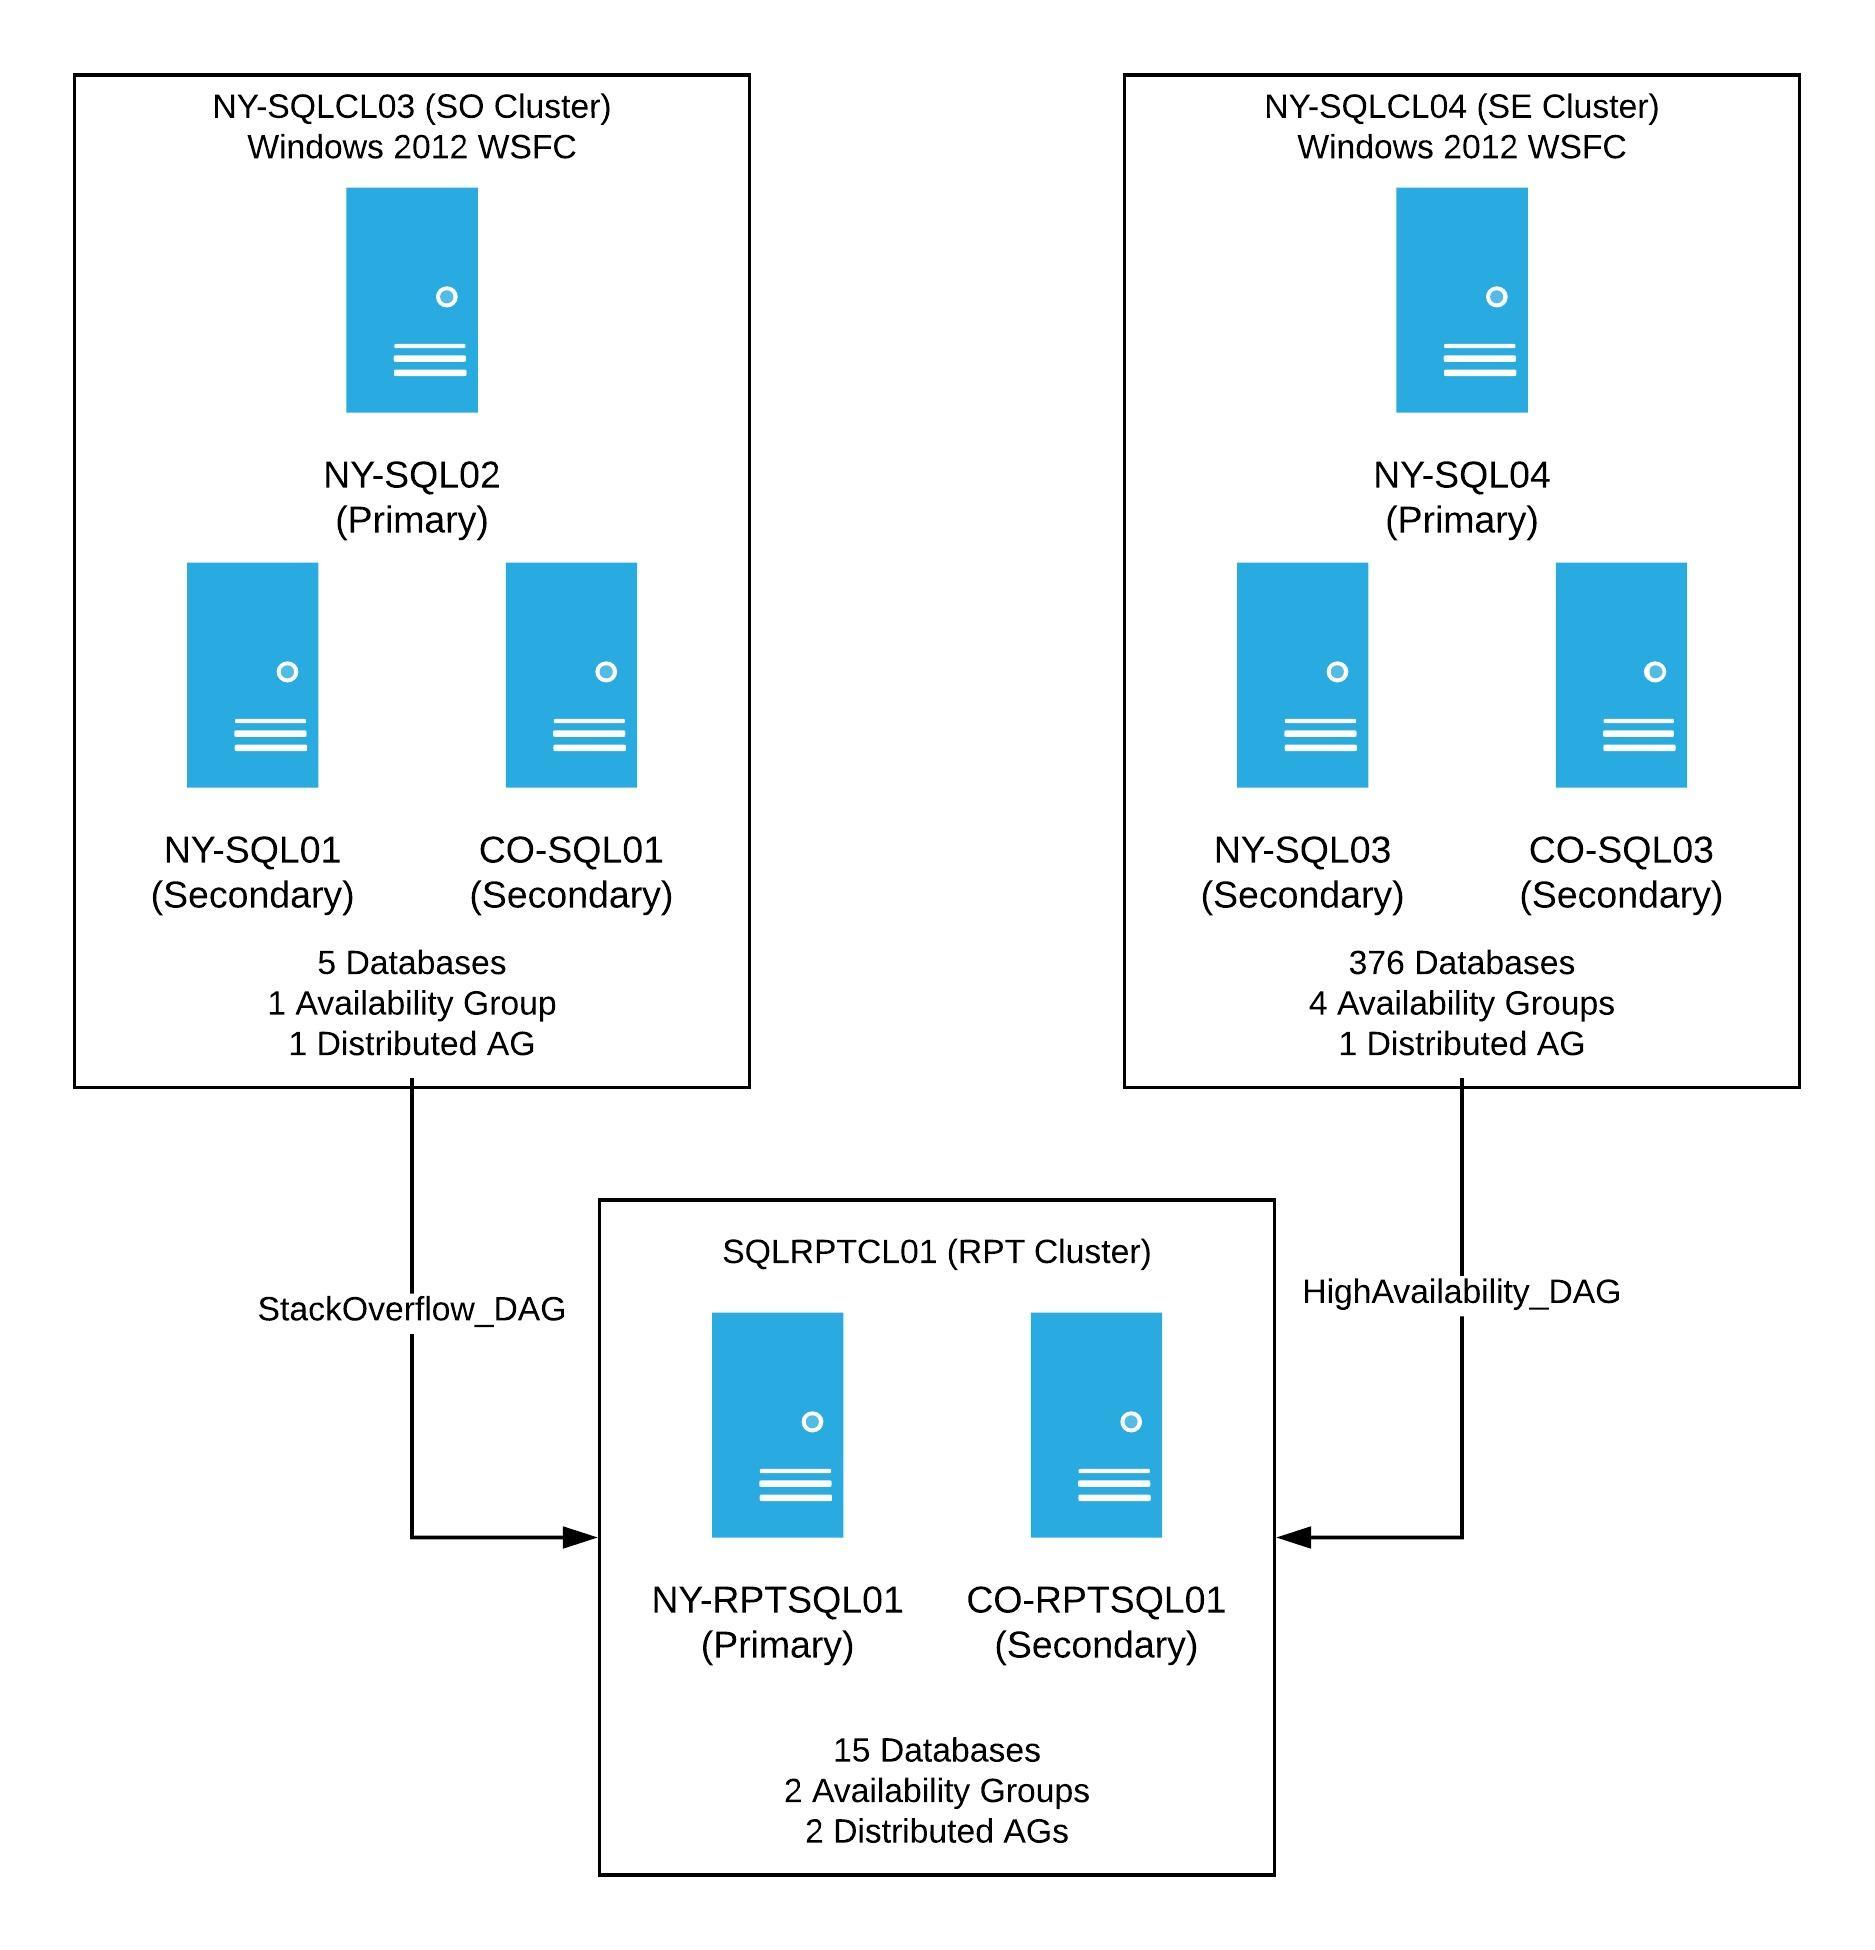 NY-SQLCL03 (SO Cluster)
Windows 2012 WSFC
NY-SQL02
(Primary)
NY-SQL01
(Secondary)
CO-SQL01
(Secondary)
5 Databases
1 Availability Group
1 Distributed AG
NY-SQLCL04 (SE Cluster)
Windows 2012 WSFC
NY-SQL04
(Primary)
NY-SQL03
(Secondary)
CO-SQL03
(Secondary)
376 Databases
4 Availability Groups
1 Distributed AG
StackOverflow_DAG
HighAvailability_DAG
SQLRPTCL01 (RPT Cluster)
NY-RPTSQL01
(Primary)
CO-RPTSQL01
(Secondary)
15 Databases
2 Availability Groups
2 Distributed AGs